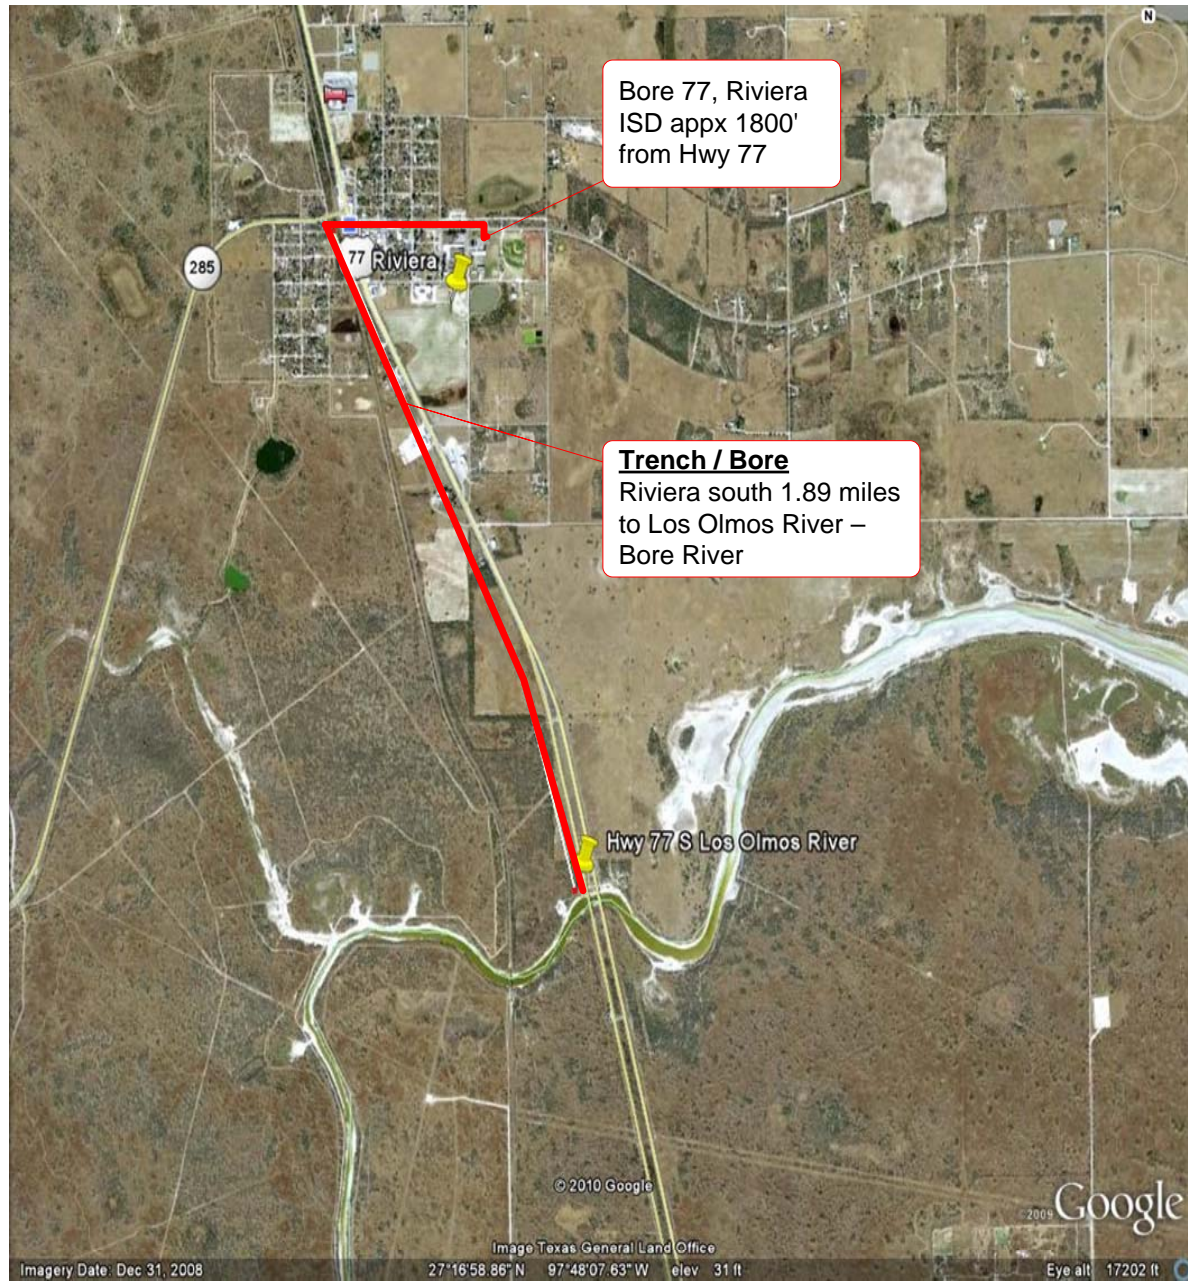 N
Bore 77, Riviera
ISD appx 1800'
from Hwy 77
285
77
Riviera
Trench / Bore
Riviera south 1.89 miles
to Los Olmos River –
Bore River
Hwy 77 S Los Olmos River
© 2010 Google
©2009 Google
Image Texas General Land Office
Imagery Date: Dec 31, 2008
27°16'58.86" N 97°48'07.63" W elev 31 ft
Eye alt 17202 ft